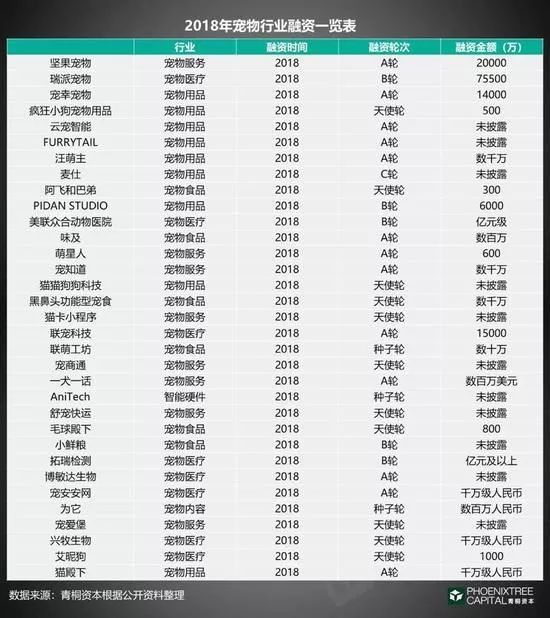 2018年宠物行业融资一览表
行业 融资时间 融资轮次 融资金额（万）
坚果宠物 宠物服务 2018 A轮 20000
瑞派宠物 宠物医疗 2018 B轮 75500
宠幸宠物 宠物用品 2018 A轮 14000
疯狂小狗宠物用品 宠物用品 2018 天使轮 500
云宠智能 宠物用品 2018 A轮 未披露
FURRYTAIL 宠物用品 2018 A轮 未披露
汪萌主 宠物用品 2018 A轮 数千万
麦仕 宠物用品 2018 C轮 未披露
阿飞和巴弟 宠物食品 2018 天使轮 300
PIDAN STUDIO 宠物用品 2018 B轮 6000
美联众合动物医院 宠物医疗 2018 B轮 亿元级
味及 宠物食品 2018 A轮 数百万
萌星人 宠物服务 2018 A轮 600
宠知道 宠物服务 2018 A轮 数千万
猫猫狗狗科技 宠物用品 2018 天使轮 未披露
黑鼻头功能型宠食 宠物食品 2018 天使轮 数千万
猫卡小程序 宠物服务 2018 天使轮 未披露
联宠科技 宠物医疗 2018 A轮 15000
联萌工坊 宠物食品 2018 种子轮 数十万
宠商通 宠物服务 2018 天使轮 未披露
一犬一话 宠物服务 2018 A轮 数百万美元
AniTech 智能硬件 2018 种子轮 未披露
舒宠快运 宠物服务 2018 天使轮 未披露
毛球殿下 宠物食品 2018 天使轮 800
小鲜粮 宠物食品 2018 B轮 未披露
拓瑞检测 宠物医疗 2018 B轮 亿元及以上
博敏达生物 宠物医疗 2018 A轮 未披露
宠安安网 宠物医疗 2018 A轮 千万级人民币
为它 宠物内容 2018 种子轮 数百万人民币
宠爱堡 宠物服务 2018 天使轮 未披露
兴牧生物 宠物医疗 2018 天使轮 千万级人民币
艾昵狗 宠物医疗 2018 天使轮 1000
猫殿下 宠物用品 2018 A轮 千万级人民币
数据来源：青桐资本根据公开资料整理
PHOENIXTREE
CAPITAL 青桐资本